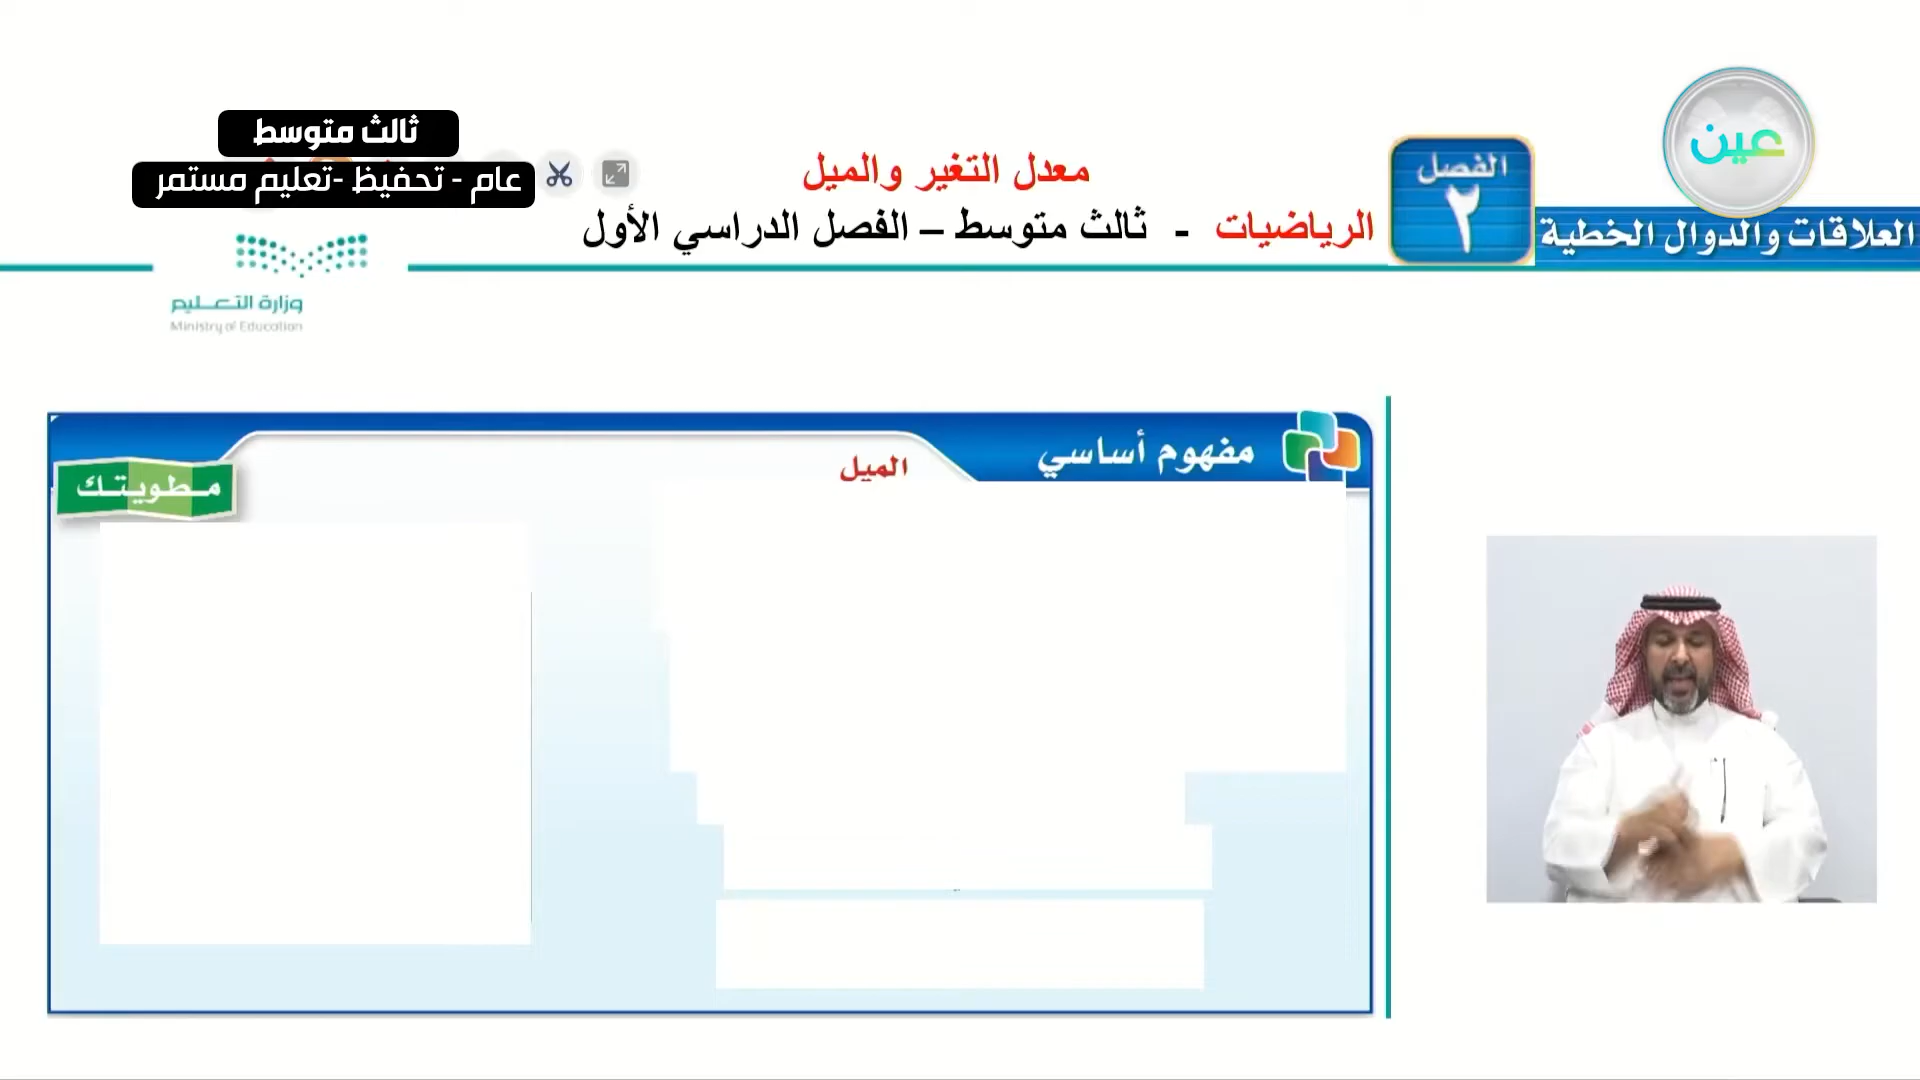 عين
ثالث متوسط
عام - تحفيظ -تعليم مستمر
معدل التغير والميل
الرياضيات - ثالث متوسط – الفصل الدراسي الأول
الفصل
٢
العلاقات والدوال الخطية
وزارة التعليم
Ministry of Education
مفهوم أساسي
الميل
مطويتك